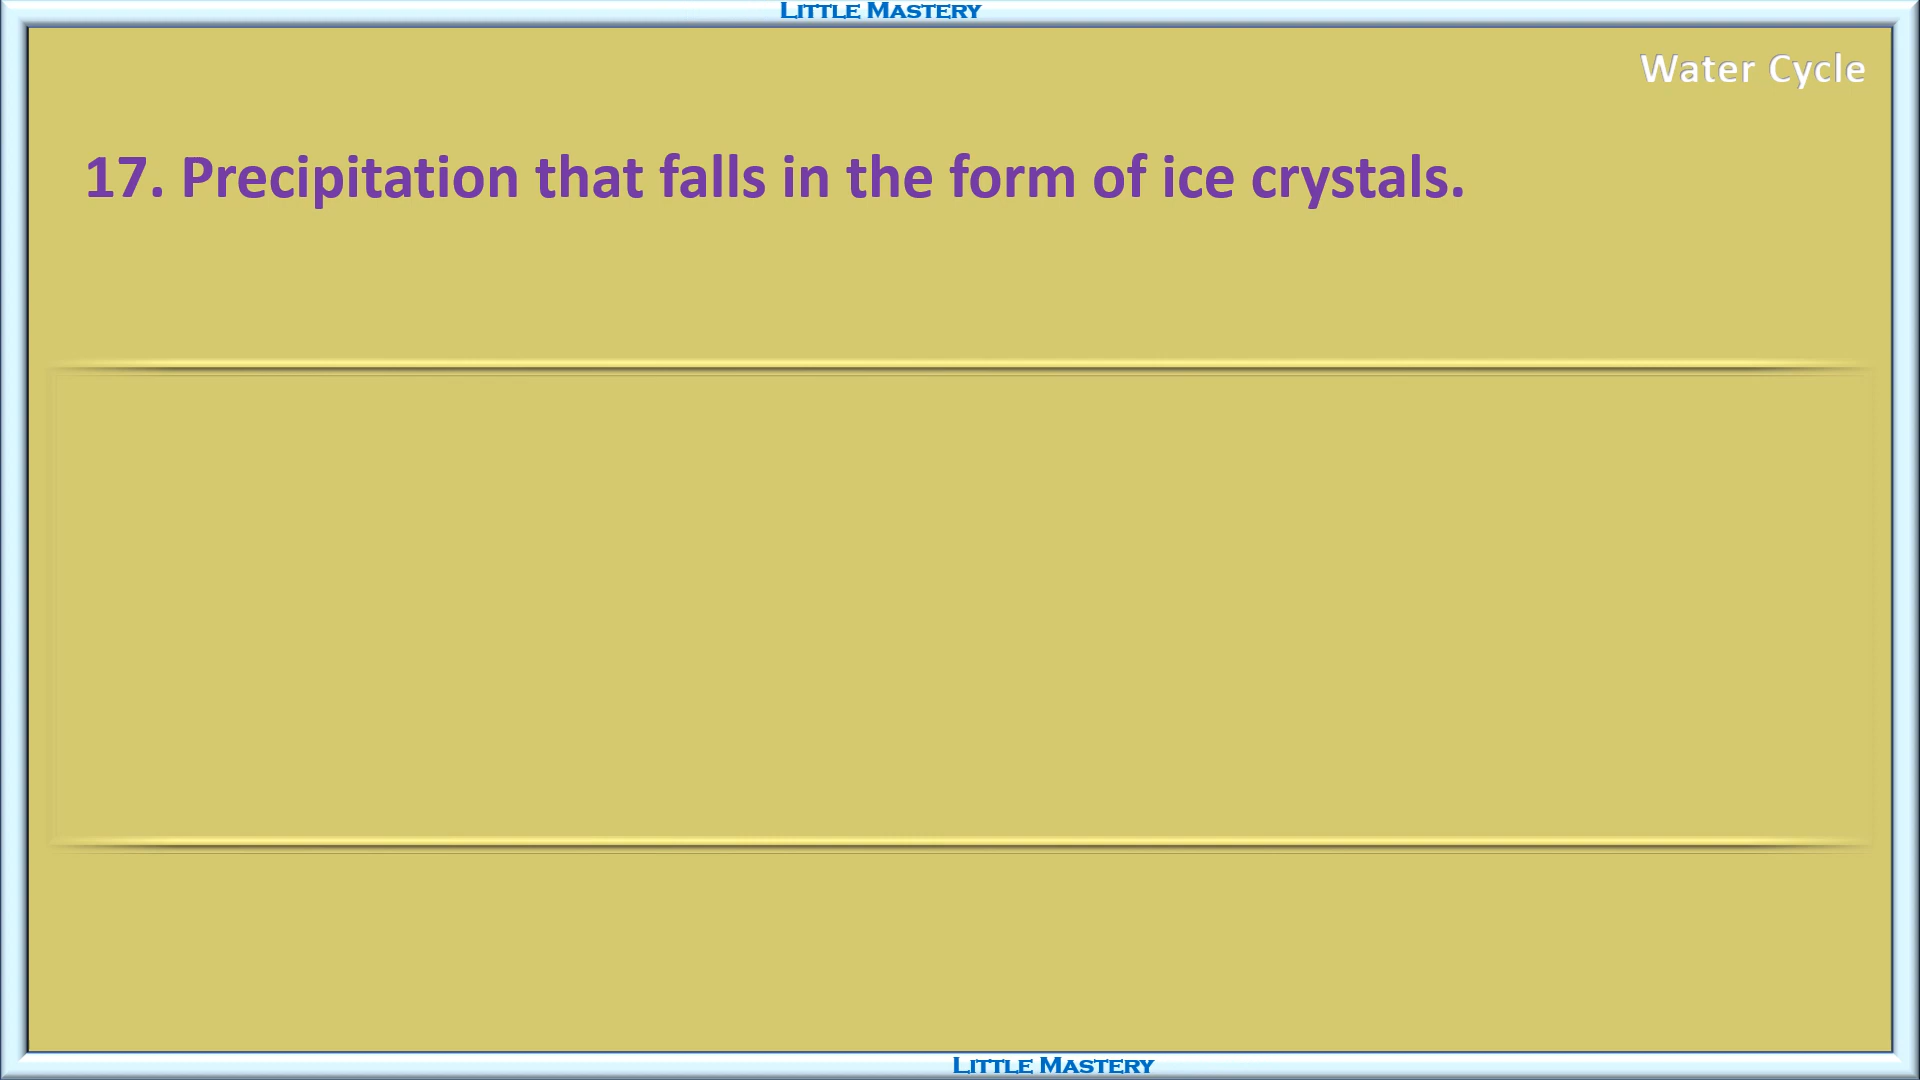 Little Mastery
Water Cycle
17. Precipitation that falls in the form of ice crystals.
Little Mastery